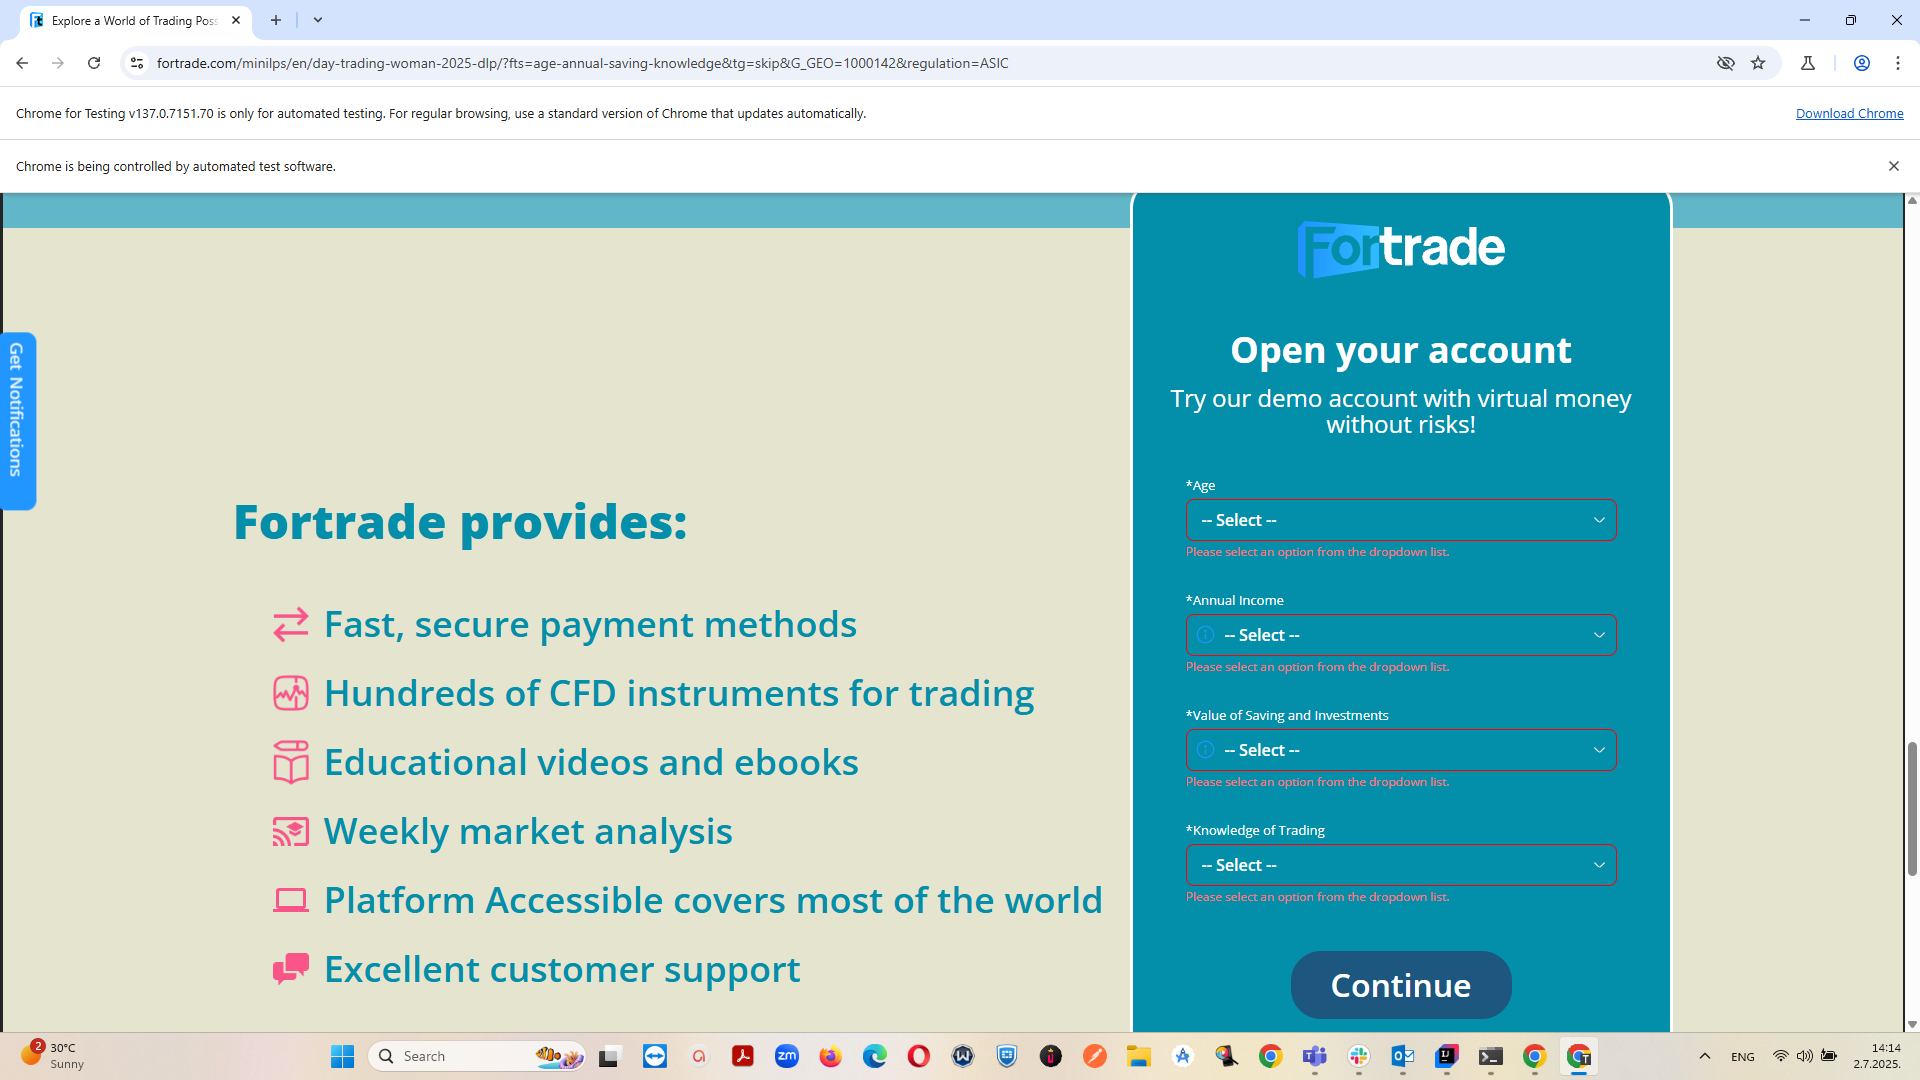 Explore a World of Trading Poss
fortrade.com/minilps/en/day-trading-woman-2025-dlp/?fts=age-annual-saving-knowledge&tg=skip&G_GEO=1000142&regulation=ASIC
Chrome for Testing v137.0.7151.70 is only for automated testing. For regular browsing, use a standard version of Chrome that updates automatically.
Download Chrome
Chrome is being controlled by automated test software.
Get Notifications
Fortrade provides:
Fast, secure payment methods
Hundreds of CFD instruments for trading
Educational videos and ebooks
Weekly market analysis
Platform Accessible covers most of the world
Excellent customer support
Fortrade
Open your account
Try our demo account with virtual money
without risks!
*Age
-- Select --
Please select an option from the dropdown list.
*Annual Income
-- Select --
Please select an option from the dropdown list.
*Value of Saving and Investments
-- Select --
Please select an option from the dropdown list.
*Knowledge of Trading
-- Select --
Please select an option from the dropdown list.
Continue
2
30°C
Sunny
Search
zm
ENG
14:14
2.7.2025.